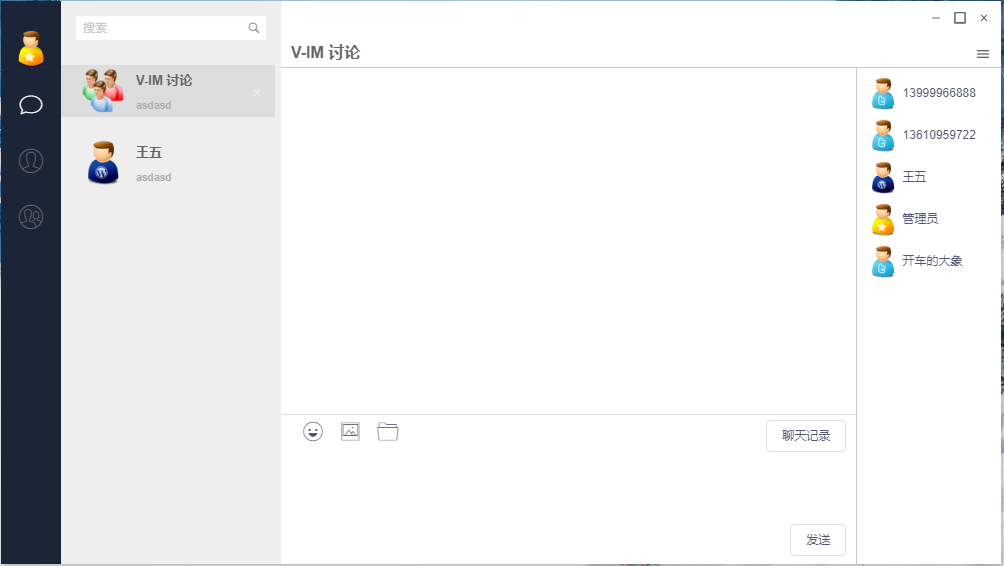 搜索
V-IM 讨论
asdasd
王五
asdasd
V-IM 讨论
聊天记录
发送
13999966888
13610959722
王五
管理员
开车的大象